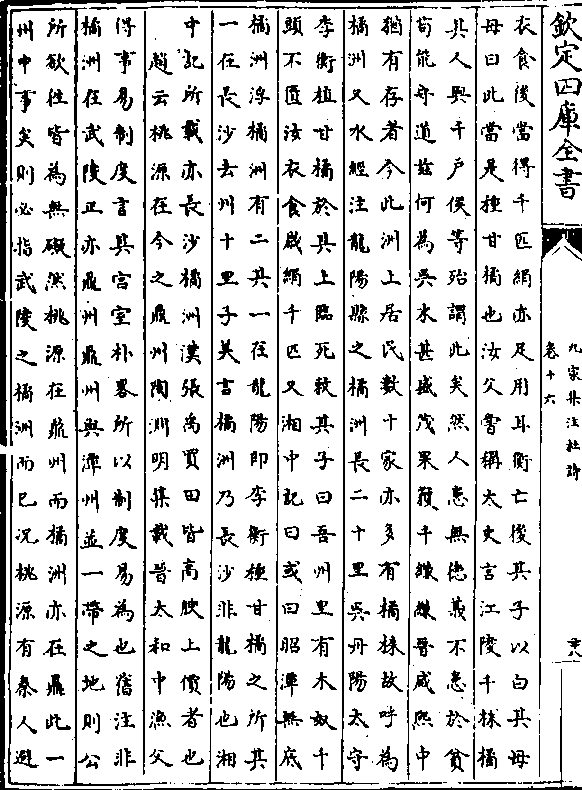 欽定四庫全書
九家集注杜詩
卷十六
廿八
衣食後當得千匹絹亦足用耳衡亡後其子以白其母
母曰此當是種甘橘也汝父嘗稱太史言江陵千株橘
其人與千戶侯等殆謂此矣然人患無徳義不患於貧
茍能守道兹何為吳末甚盛茂果穫千縑縑晉咸熙中
猶有存者今此洲上居民數十家亦多有橘株故呼為
橘洲又水經注龍陽縣之橘洲長二十里吳丹陽太守
李衡植甘橘於其上臨死敕其子曰吾州里有木奴千
頭不匱汝衣食歲絹千匹又湘中記曰或曰昭潭無底
橘洲浮橘洲有二其一在龍陽即李衡種甘橘之所其
一在長沙去州十里子美言橘洲乃長沙非龍陽也湘
中記所載亦長沙橘洲漢張禹買田皆高腴上價者也
趙云桃源在今之鼎州陶淵明集載晉太和中漁父
得事易制度言其宮室朴畧所以制度易為也舊注非
橘洲在武陵正亦鼎州鼎州與潭州並一帶之地則公
所欲往皆為無礙然桃源在鼎州而橘洲亦在鼎此一
州中事矣則必指武陵之橘洲而已況桃源有秦人避